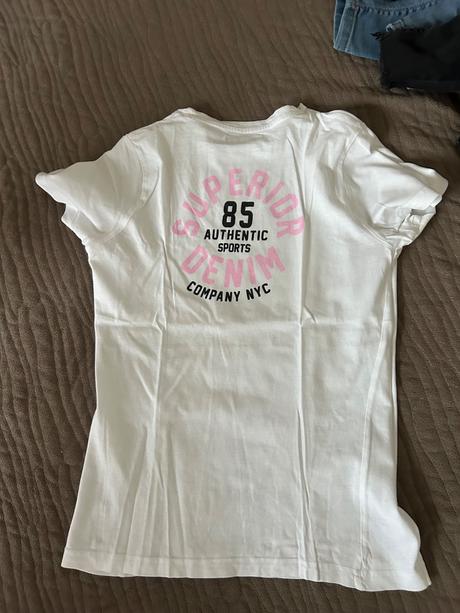 SUPERIOR
85
AUTHENTIC
SPORTS
DENIM
COMPANY NYC